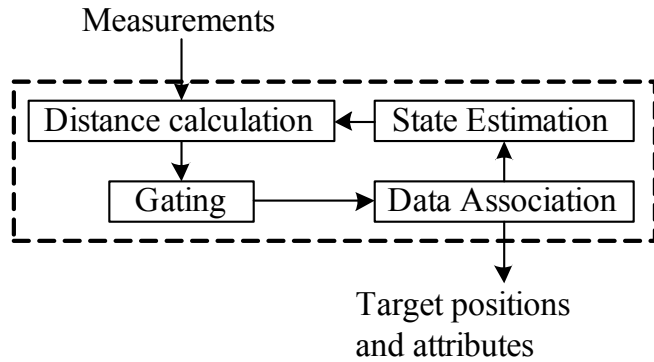 Measurements
Distance calculation
State Estimation
Gating
Data Association
Target positions
and attributes